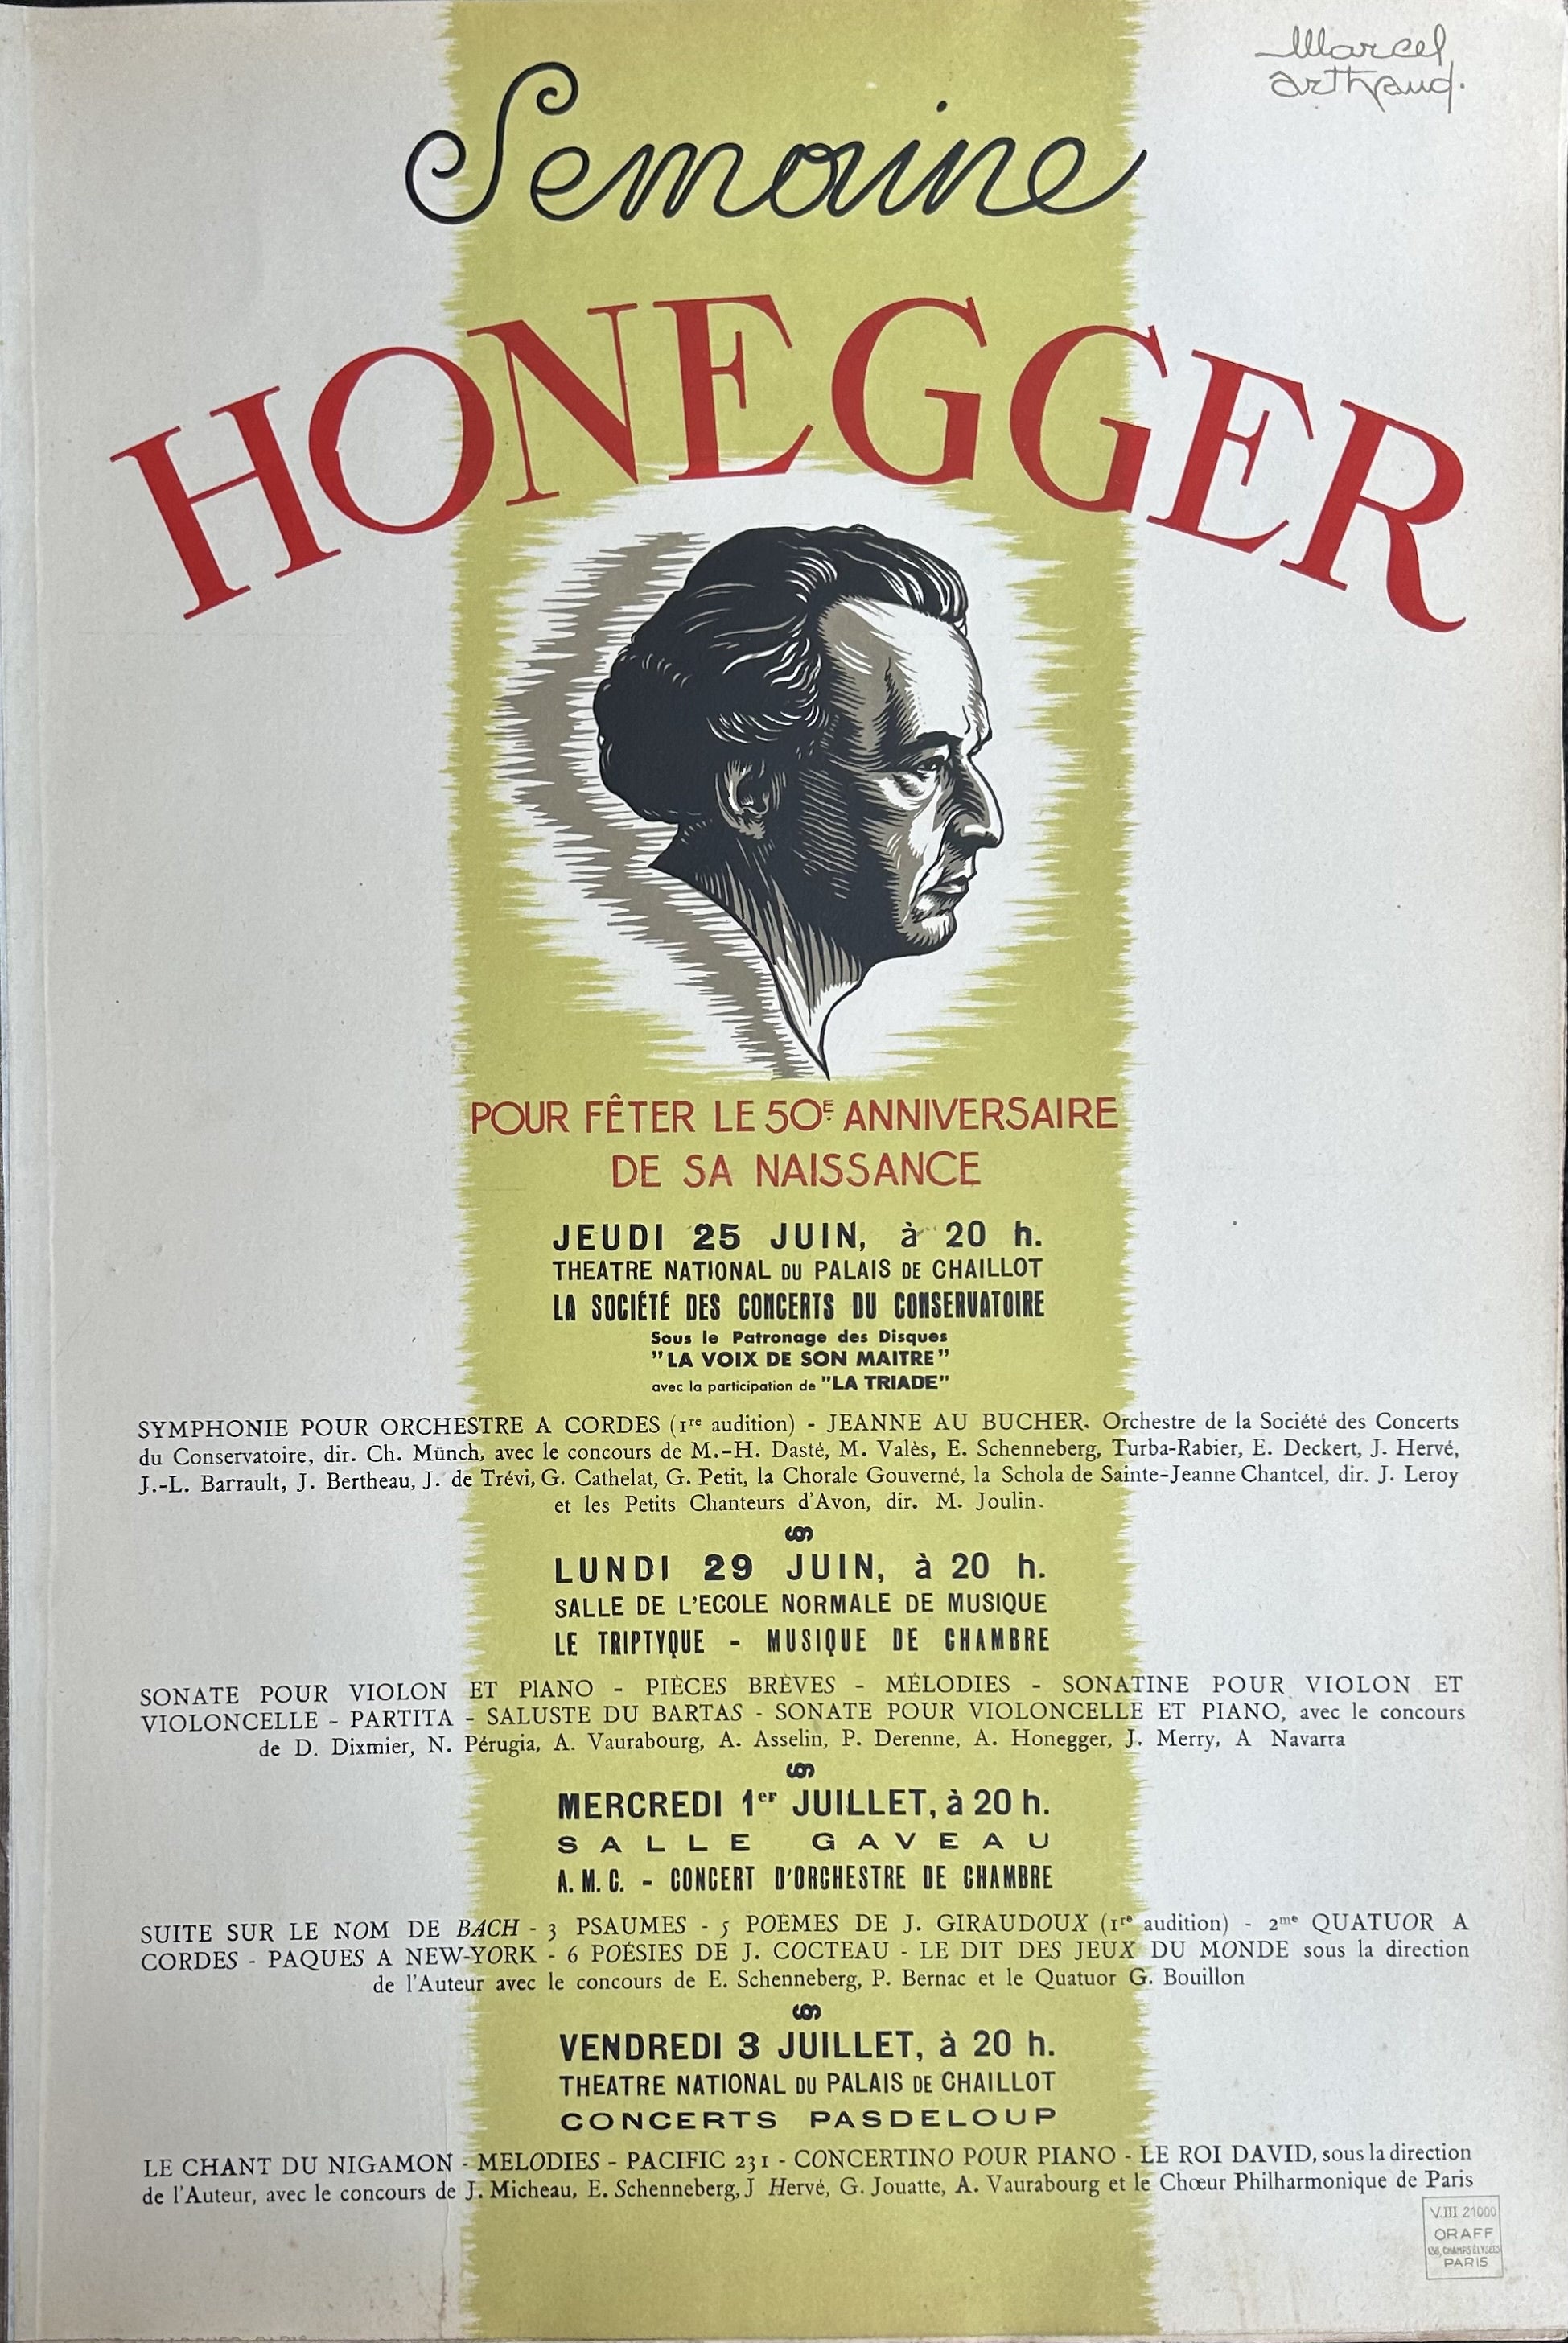 Marcel
arthaud.
Semaine
HONEGGER
POUR FÊTER LE 50E ANNIVERSAIRE
DE SA NAISSANCE
JEUDI 25 JUIN, à 20 h.
THEATRE NATIONAL DU PALAIS DE CHAILLOT
LA SOCIÉTÉ DES CONCERTS DU CONSERVATOIRE
Sous le Patronage des Disques
"LA VOIX DE SON MAITRE"
avec la participation de "LA TRIADE"
SYMPHONIE POUR ORCHESTRE A CORDES (1re audition) - JEANNE AU BUCHER. Orchestre de la Société des Concerts
du Conservatoire, dir. Ch. Münch, avec le concours de M.-H. Dasté, M. Valès, E. Schenneberg, Turba-Rabier, E. Deckert, J. Hervé,
J.-L. Barrault, J. Bertheau, J. de Trévi, G. Cathelat, G. Petit, la Chorale Gouverné, la Schola de Sainte-Jeanne Chantcel, dir. J. Leroy
et les Petits Chanteurs d'Avon, dir. M. Joulin.
§
LUNDI 29 JUIN, à 20 h.
SALLE DE L'ECOLE NORMALE DE MUSIQUE
LE TRIPTYQUE - MUSIQUE DE CHAMBRE
SONATE POUR VIOLON ET PIANO - PIÈCES BRÈVES - MÉLODIES - SONATINE POUR VIOLON ET
VIOLONCELLE - PARTITA - SALUSTE DU BARTAS - SONATE POUR VIOLONCELLE ET PIANO, avec le concours
de D. Dixmier, N. Pérugia, A. Vaurabourg, A. Asselin, P. Derenne, A. Honegger, J. Merry, A Navarra
§
MERCREDI 1er JUILLET, à 20 h.
SALLE GAVEAU
A. M. C. - CONCERT D'ORCHESTRE DE CHAMBRE
SUITE SUR LE NOM DE BACH - 3 PSAUMES - 5 POÈMES DE J. GIRAUDOUX (1re audition) - 2me QUATUOR A
CORDES - PAQUES A NEW-YORK - 6 POÉSIES DE J. COCTEAU - LE DIT DES JEUX DU MONDE sous la direction
de l'Auteur avec le concours de E. Schenneberg, P. Bernac et le Quatuor G. Bouillon
§
VENDREDI 3 JUILLET, à 20 h.
THEATRE NATIONAL DU PALAIS DE CHAILLOT
CONCERTS PASDELOUP
LE CHANT DU NIGAMON - MELODIES - PACIFIC 231 - CONCERTINO POUR PIANO - LE ROI DAVID, sous la direction
de l'Auteur, avec le concours de J. Micheau, E. Schenneberg, J Hervé, G. Jouatte, A. Vaurabourg et le Chœur Philharmonique de Paris
V.III 21000
ORAFF
138, CHAMPS ÉLYSÉES
PARIS